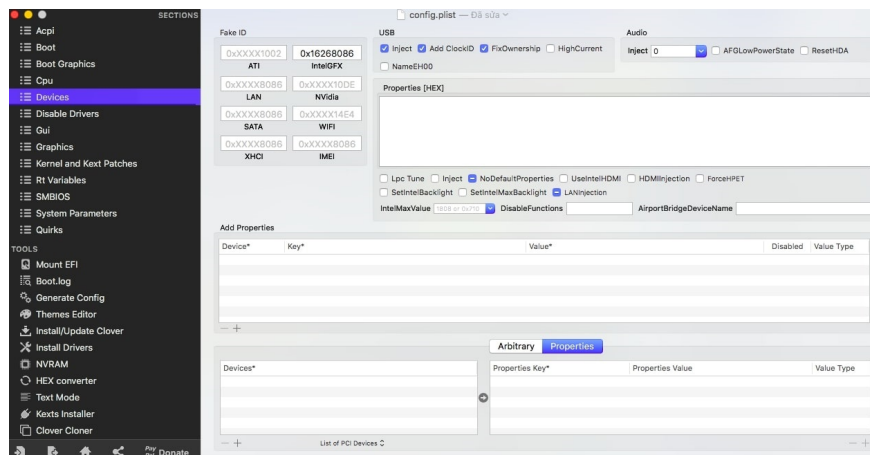 SECTIONS
Acpi
Boot
Boot Graphics
Cpu
Devices
Disable Drivers
Gui
Graphics
Kernel and Kext Patches
Rt Variables
SMBIOS
System Parameters
Quirks
TOOLS
Mount EFI
Boot.log
Generate Config
Themes Editor
Install/Update Clover
Install Drivers
NVRAM
HEX converter
Text Mode
Kexts Installer
Clover Cloner
Pay Donate
config.plist — Đã sửa
Fake ID
0xXXXX1002 0x16268086
ATI IntelGFX
0xXXXX8086 0xXXXX10DE
LAN NVidia
0xXXXX8086 0xXXXX14E4
SATA WIFI
0xXXXX8086 0xXXXX8086
XHCI IMEI
USB
Inject Add ClockID FixOwnership HighCurrent
NameEH00
Audio
Inject 0 AFGLowPowerState ResetHDA
Properties [HEX]
Lpc Tune Inject NoDefaultProperties UseIntelHDMI HDMIInjection ForceHPET
SetIntelBacklight SetIntelMaxBacklight LANInjection
IntelMaxValue 1808 or 0x710 DisableFunctions AirportBridgeDeviceName
Add Properties
Device* Key* Value* Disabled Value Type
Arbitrary Properties
Devices* Properties Key* Properties Value Value Type
List of PCI Devices